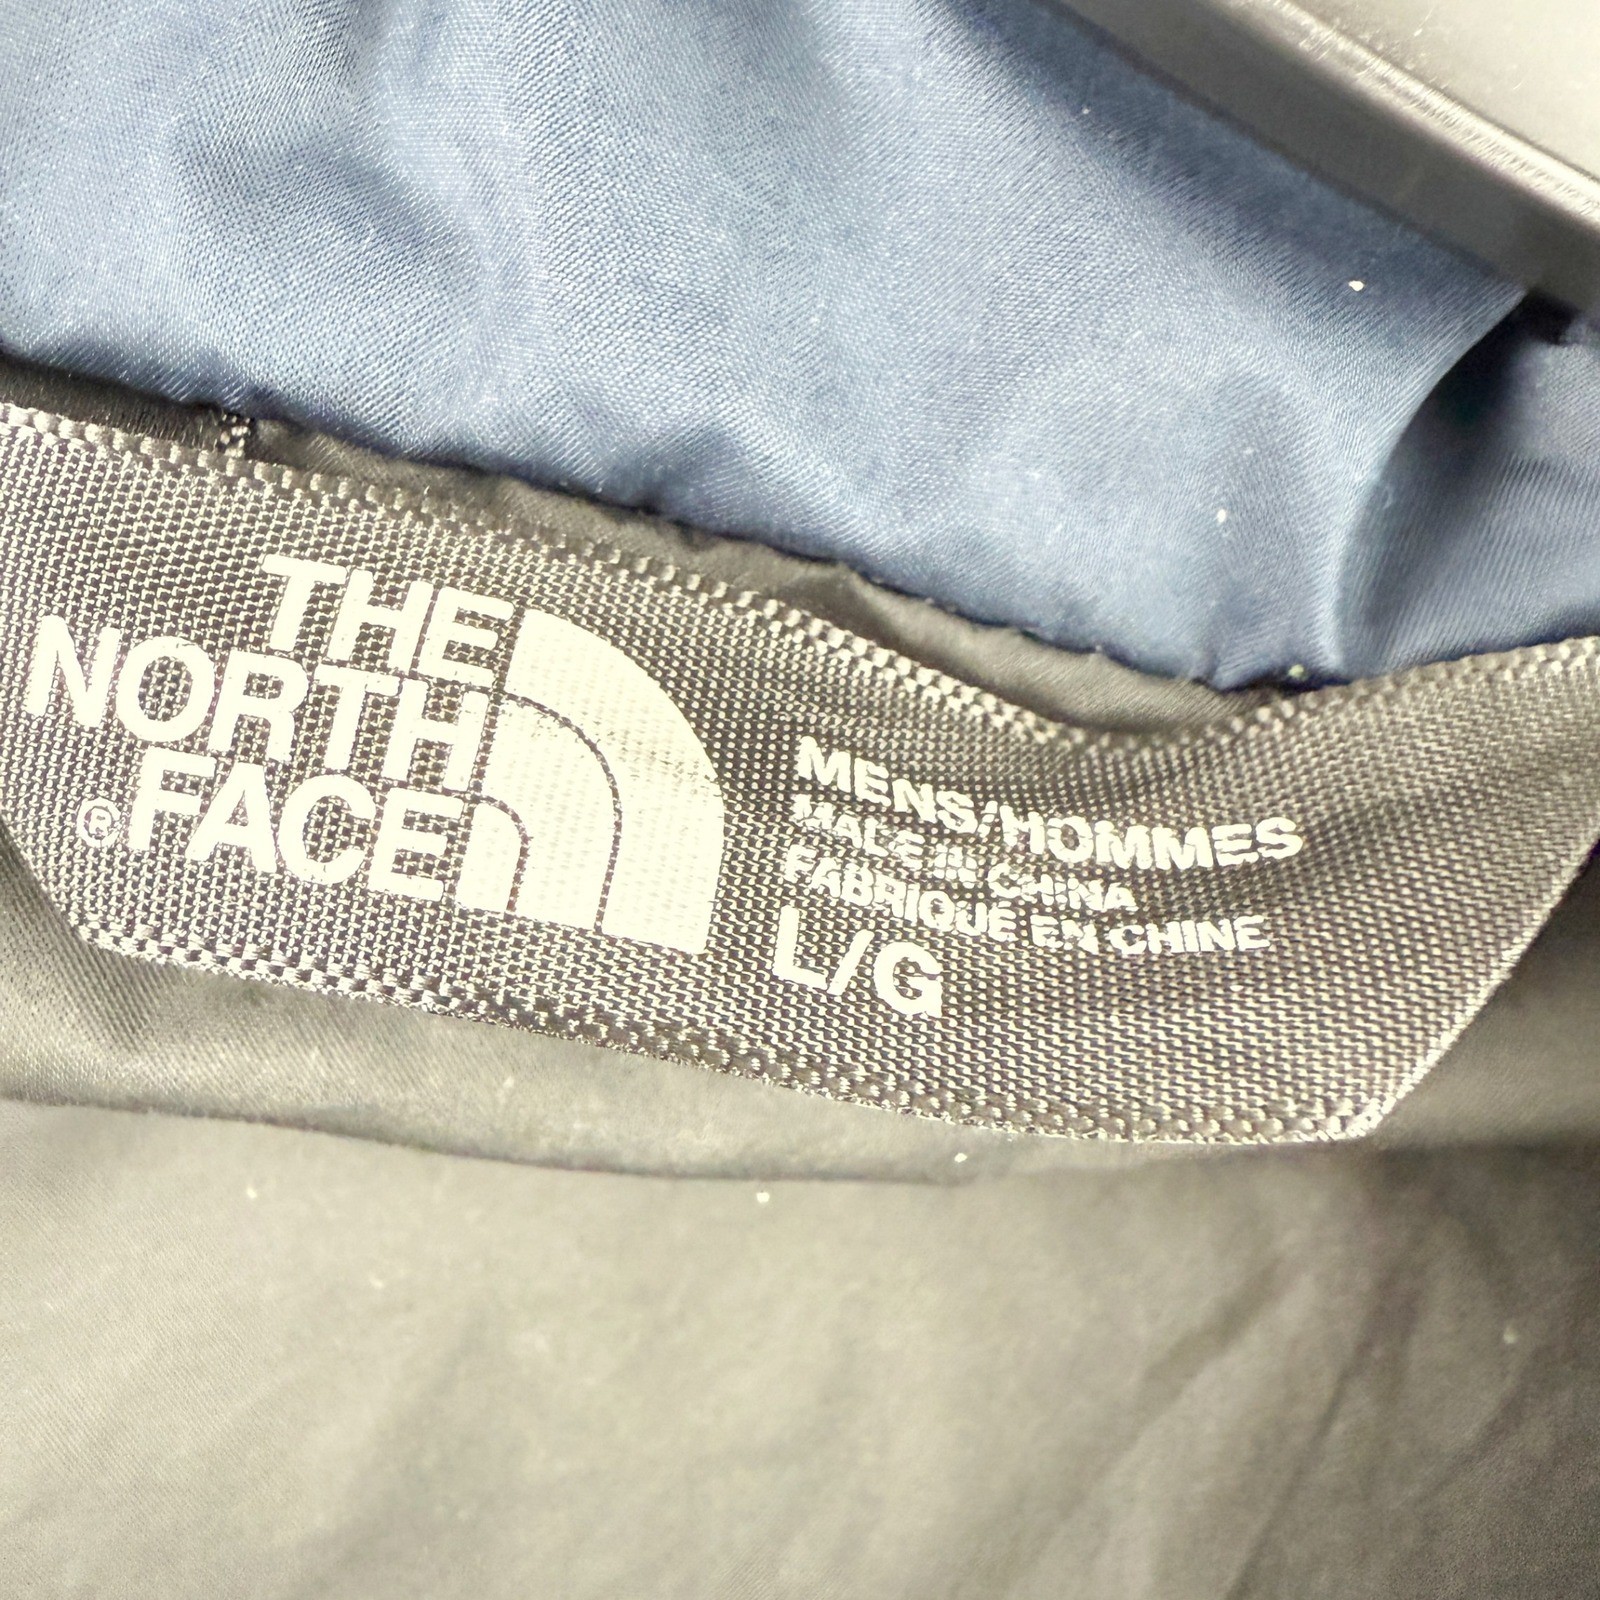 THE
NORTH
FACE
®
MENS/HOMMES
MADE IN CHINA
FABRIQUÉ EN CHINE
L/G